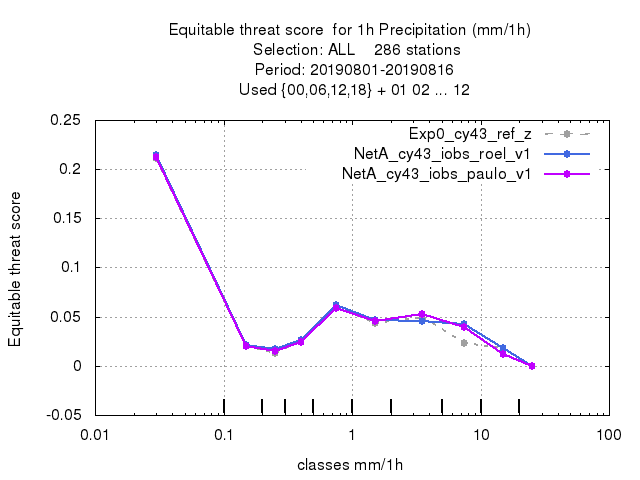 Equitable threat score  for 1h Precipitation (mm/1h)
Selection: ALL    286 stations
Period: 20190801-20190816
Used {00,06,12,18} + 01 02 ... 12
Exp0_cy43_ref_z
NetA_cy43_iobs_roel_v1
NetA_cy43_iobs_paulo_v1
Equitable threat score
0.25
0.2
0.15
0.1
0.05
0
-0.05
0.01 0.1 1 10 100
classes mm/1h